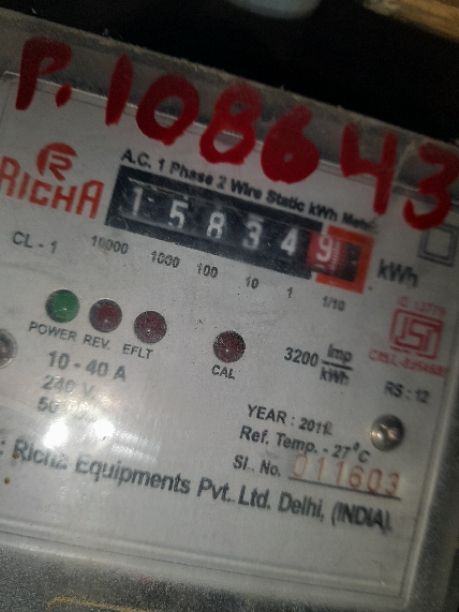 P.108643
A.C. 1 Phase 2 Wire Static kWh Meter
R
RICHA
1 5 8 3 4 9
kWh
CL - 1
10000 1000 100 10 1 1/10
POWER REV. EFLT
CAL
3200 Imp/kWh
RS : 12
10 - 40 A
240 V
YEAR :
Ref. Temp. - 27°C
Sl. No. 011603
Richa Equipments Pvt. Ltd. Delhi, (INDIA)